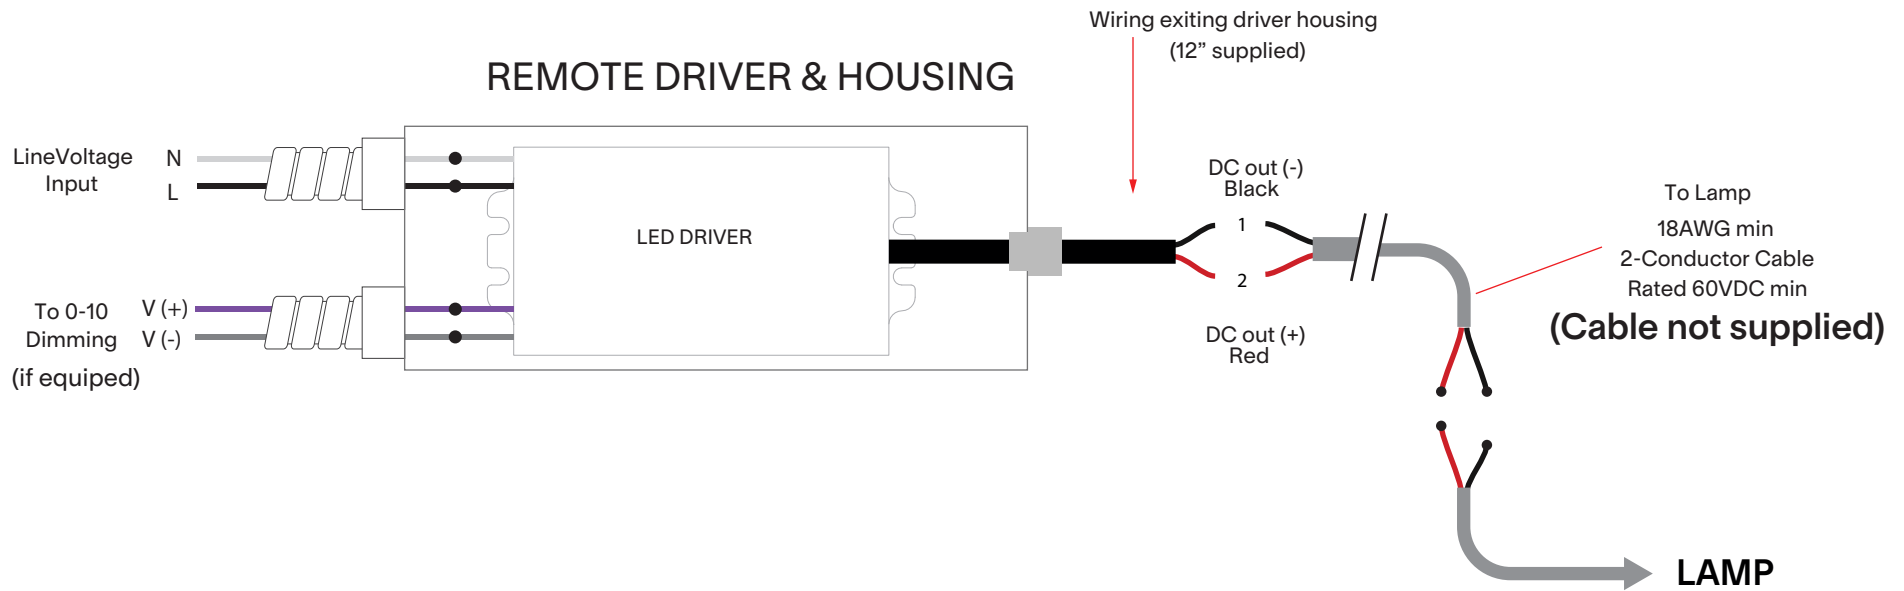 Wiring exiting driver housing
(12” supplied)
REMOTE DRIVER & HOUSING
LineVoltage
Input
N
L
LED DRIVER
To 0-10
Dimming
(if equiped)
V (+)
V (-)
DC out (-)
Black
1
2
DC out (+)
Red
To Lamp
18AWG min
2-Conductor Cable
Rated 60VDC min
(Cable not supplied)
LAMP